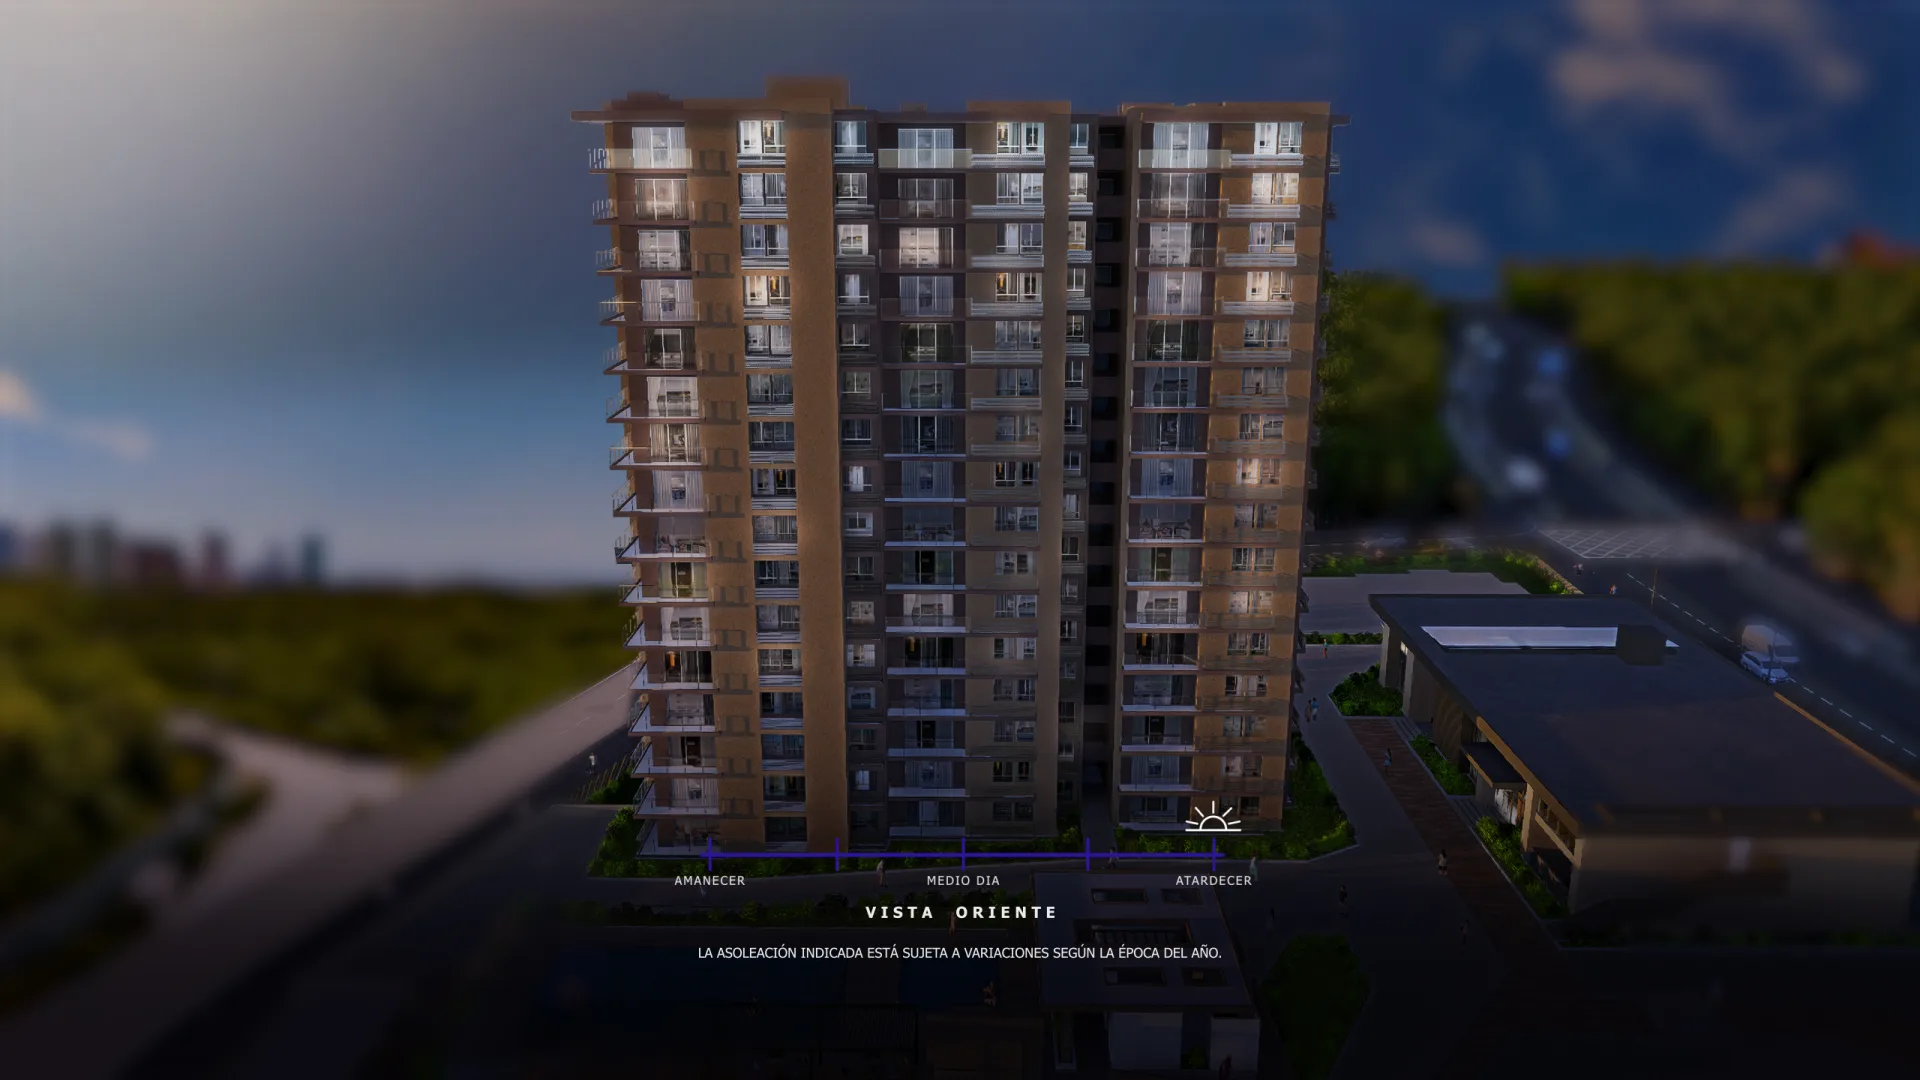 AMANECER MEDIO DIA ATARDECER
VISTA ORIENTE
LA ASOLEACIÓN INDICADA ESTÁ SUJETA A VARIACIONES SEGÚN LA ÉPOCA DEL AÑO.